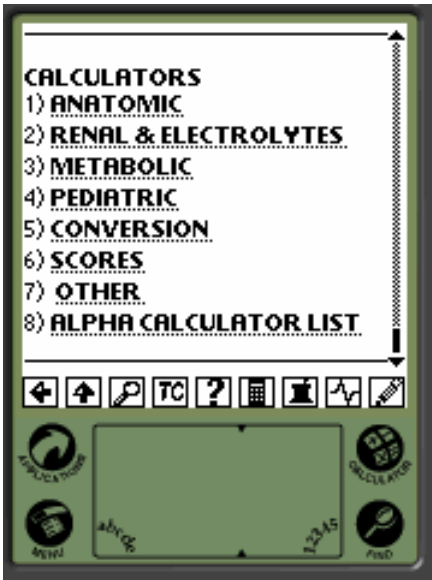 CALCULATORS
1) ANATOMIC
2) RENAL & ELECTROLYTES
3) METABOLIC
4) PEDIATRIC
5) CONVERSION
6) SCORES
7) OTHER
8) ALPHA CALCULATOR LIST
TC ?
APPLICATIONS
CALCULATOR
MENU
abcde
12345
FIND